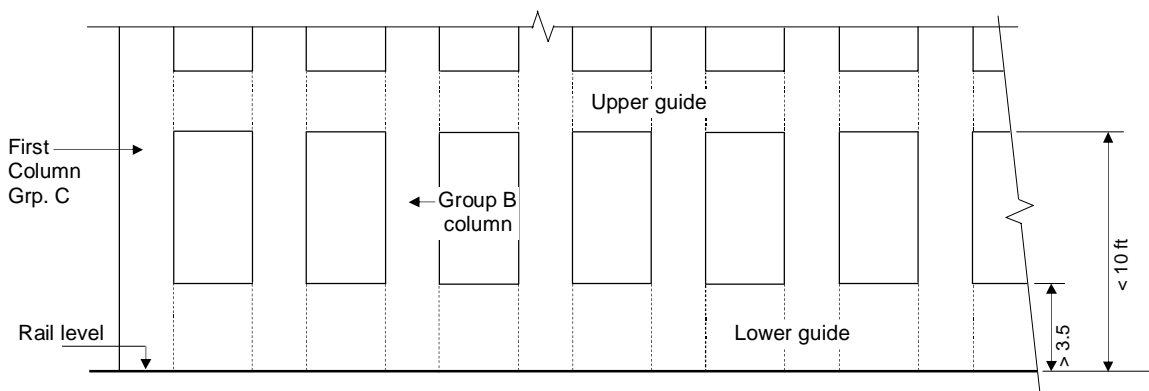 Upper guide
First
Column
Grp. C
Group B
column
Rail level
Lower guide
> 3.5
< 10 ft